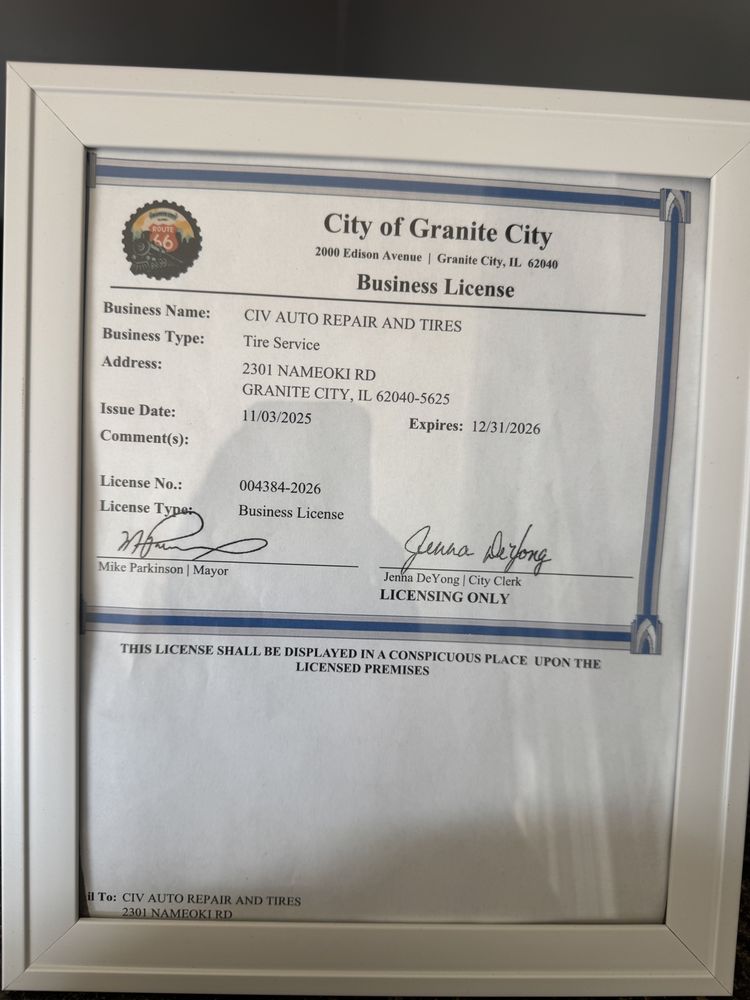 City of Granite City
2000 Edison Avenue | Granite City, IL 62040
Business License
ROUTE
66
Business Name: CIV AUTO REPAIR AND TIRES
Business Type: Tire Service
Address: 2301 NAMEOKI RD
GRANITE CITY, IL 62040-5625
Issue Date: 11/03/2025 Expires: 12/31/2026
Comment(s):
License No.: 004384-2026
License Type: Business License
Jenna DeYong
Mike Parkinson | Mayor Jenna DeYong | City Clerk
LICENSING ONLY
THIS LICENSE SHALL BE DISPLAYED IN A CONSPICUOUS PLACE UPON THE
LICENSED PREMISES
il To: CIV AUTO REPAIR AND TIRES
2301 NAMEOKI RD